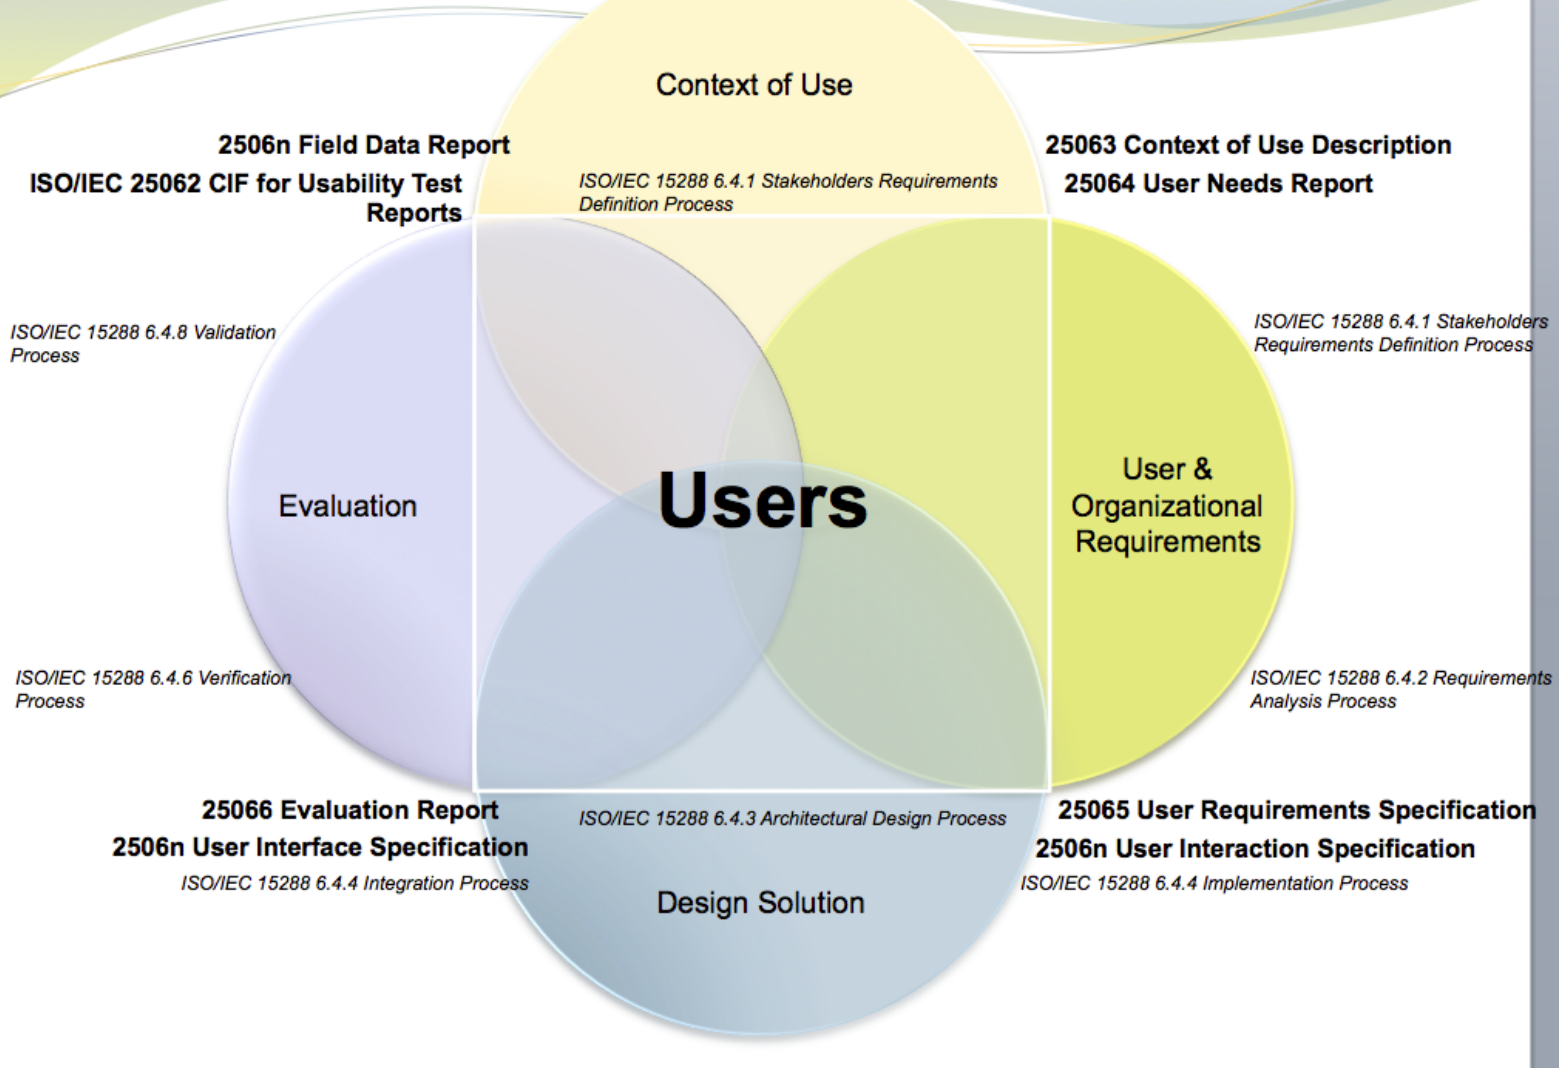 Context of Use
2506n Field Data Report
ISO/IEC 25062 CIF for Usability Test
Reports
ISO/IEC 15288 6.4.1 Stakeholders Requirements
Definition Process
25063 Context of Use Description
25064 User Needs Report
ISO/IEC 15288 6.4.8 Validation
Process
ISO/IEC 15288 6.4.1 Stakeholders
Requirements Definition Process
Evaluation
Users
User &
Organizational
Requirements
ISO/IEC 15288 6.4.6 Verification
Process
ISO/IEC 15288 6.4.2 Requirements
Analysis Process
25066 Evaluation Report
2506n User Interface Specification
ISO/IEC 15288 6.4.4 Integration Process
ISO/IEC 15288 6.4.3 Architectural Design Process
25065 User Requirements Specification
2506n User Interaction Specification
ISO/IEC 15288 6.4.4 Implementation Process
Design Solution